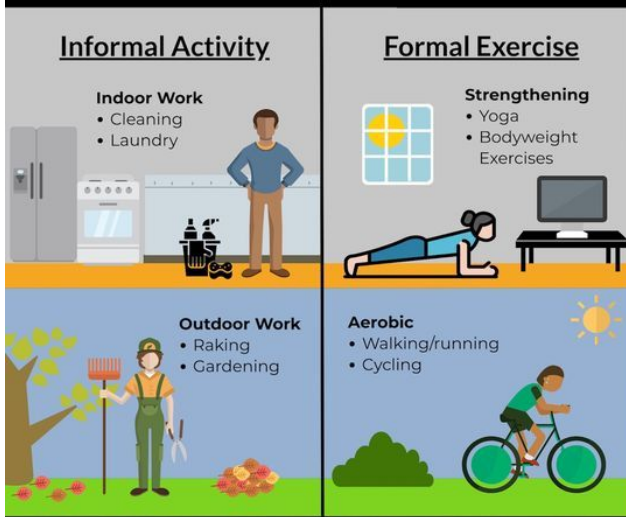 Informal Activity
Indoor Work
• Cleaning
• Laundry
Outdoor Work
• Raking
• Gardening
Formal Exercise
Strengthening
• Yoga
• Bodyweight
Exercises
Aerobic
• Walking/running
• Cycling